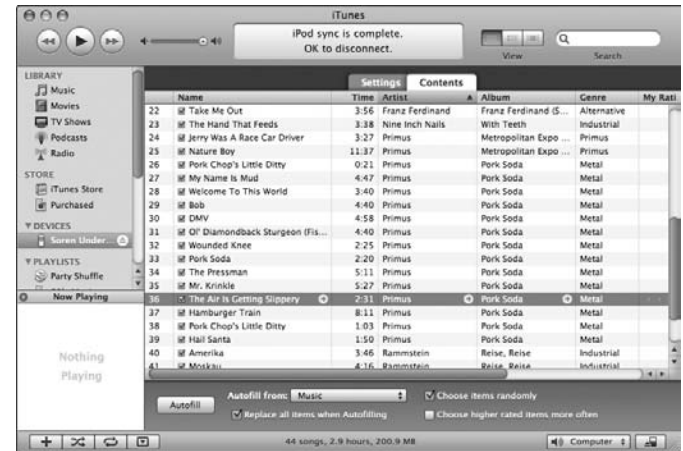 iTunes
iPod sync is complete.
OK to disconnect.
View
Search
LIBRARY
Music
Movies
TV Shows
Podcasts
Radio
STORE
iTunes Store
Purchased
DEVICES
Soren Under...
PLAYLISTS
Party Shuffle
Now Playing
Nothing
Playing
Settings Contents
Name Time Artist Album Genre My Rati
22 Take Me Out 3:56 Franz Ferdinand Franz Ferdinand (S... Alternative
23 The Hand That Feeds 3:38 Nine Inch Nails With Teeth Industrial
24 Jerry Was A Race Car Driver 3:27 Primus Metropolitan Expo ... Primus
25 Nature Boy 11:37 Primus Metropolitan Expo ... Primus
26 Pork Chop's Little Ditty 0:21 Primus Pork Soda Metal
27 My Name Is Mud 4:47 Primus Pork Soda Metal
28 Welcome To This World 3:40 Primus Pork Soda Metal
29 Bob 4:40 Primus Pork Soda Metal
30 DMV 4:58 Primus Pork Soda Metal
31 Ol' Diamondback Sturgeon (Fis... 4:40 Primus Pork Soda Metal
32 Wounded Knee 2:25 Primus Pork Soda Metal
33 Pork Soda 2:20 Primus Pork Soda Metal
34 The Pressman 5:11 Primus Pork Soda Metal
35 Mr. Krinkle 5:27 Primus Pork Soda Metal
36 The Air Is Getting Slippery 2:31 Primus Pork Soda Metal
37 Hamburger Train 8:11 Primus Pork Soda Metal
38 Pork Chop's Little Ditty 1:03 Primus Pork Soda Metal
39 Hail Santa 1:50 Primus Pork Soda Metal
40 Amerika 3:46 Rammstein Reise, Reise Industrial
41 Moskau 4:16 Rammstein Reise, Reise Industrial
Autofill
Autofill from: Music
Choose items randomly
Replace all items when Autofilling
Choose higher rated items more often
44 songs, 2.9 hours, 200.9 MB
Computer